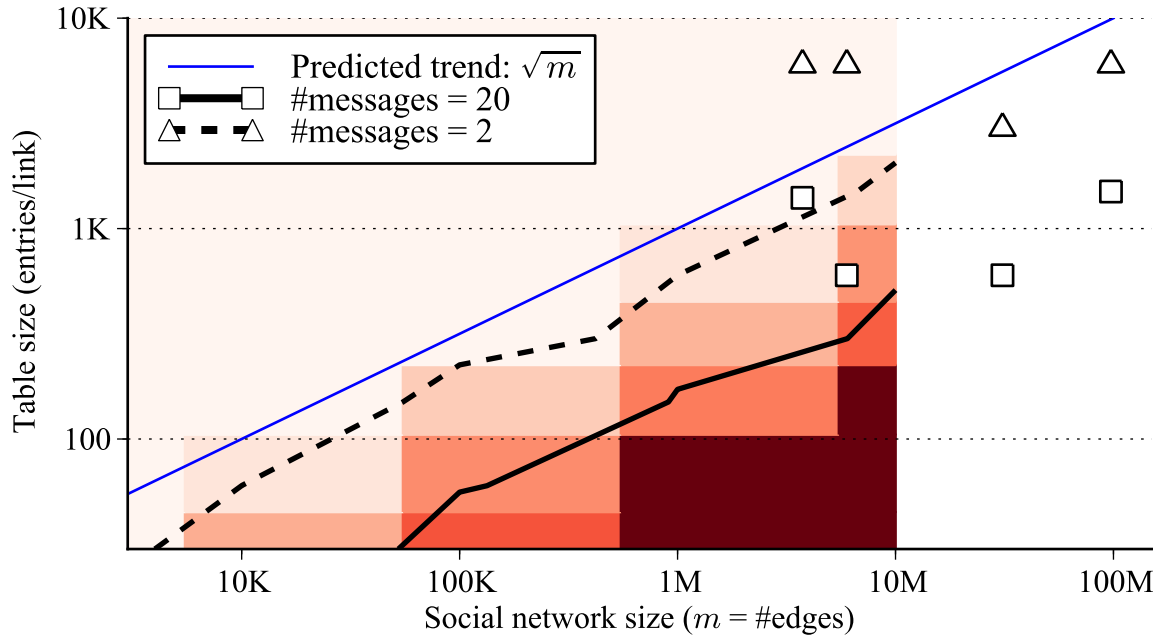 10K
Predicted trend: √m
#messages = 20
#messages = 2
1K
100
Table size (entries/link)
10K
100K
1M
10M
100M
Social network size (m = #edges)